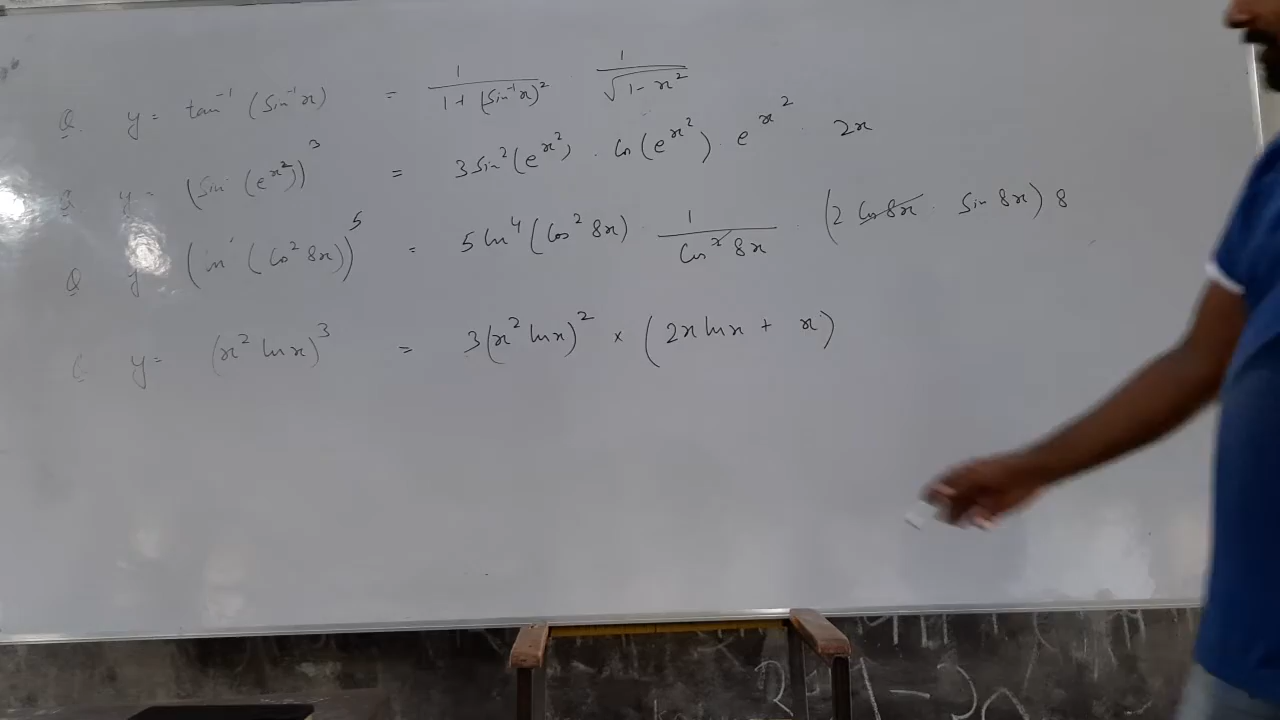 Q. y = tan⁻¹ (Sin⁻¹x) = 1/(1 + (Sin⁻¹x)²) · 1/√(1 - x²)
Q y = (Sin (e^x²))³ = 3Sin²(e^x²) · Cos(e^x²) · e^x² · 2x
Q y (ln (Cos² 8x))⁵ = 5 ln⁴ (Cos² 8x) · 1/(Cos² 8x) · (2 Cos 8x · Sin 8x) 8
Q y = (x² ln x)³ = 3(x² ln x)² × (2x ln x + x)